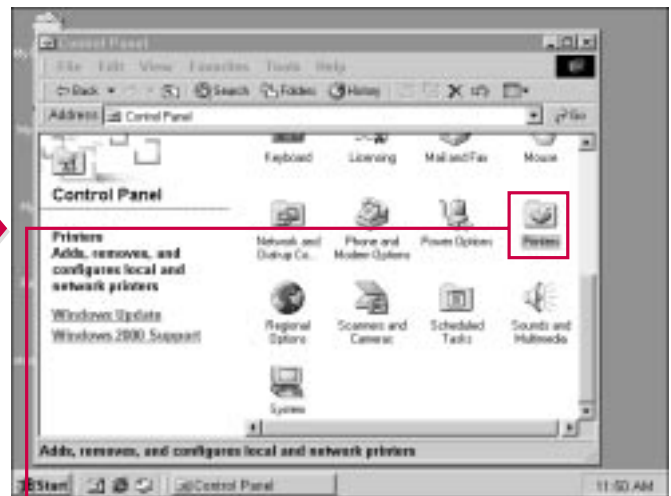 Control Panel
File Edit View Favorites Tools Help
Back Search Folders History
Address Control Panel Go
Keyboard Licensing Mail and Fax Mouse
Control Panel
Printers
Adds, removes, and
configures local and
network printers
Windows Update
Windows 2000 Support
Network and
Dial-up Co...
Phone and
Modem Options
Power Options
Printers
Regional
Options
Scanners and
Cameras
Scheduled
Tasks
Sounds and
Multimedia
System
Adds, removes, and configures local and network printers
Start Control Panel 11:50 AM